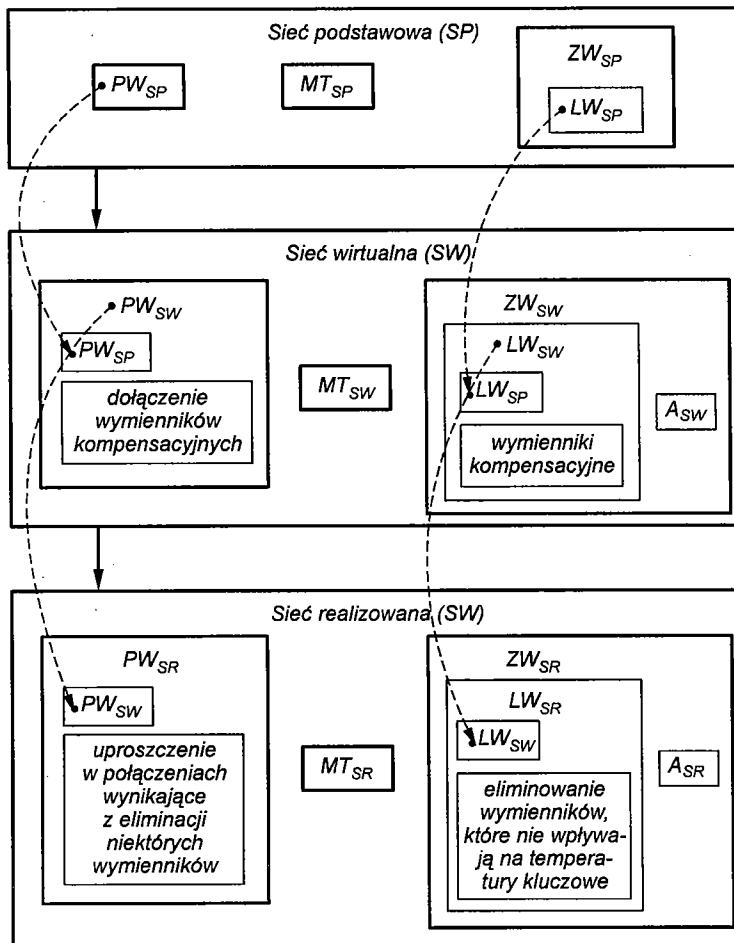 Sieć podstawowa (SP)
PW_SP
MT_SP
ZW_SP
LW_SP
Sieć wirtualna (SW)
PW_SW
PW_SP
dołączenie
wymienników
kompensacyjnych
MT_SW
ZW_SW
LW_SW
LW_SP
wymienniki
kompensacyjne
A_SW
Sieć realizowana (SW)
PW_SR
PW_SW
uproszczenie
w połączeniach
wynikające
z eliminacji
niektórych
wymienników
MT_SR
ZW_SR
LW_SR
LW_SW
eliminowanie
wymienników,
które nie wpływa-
ją na tempera-
tury kluczowe
A_SR